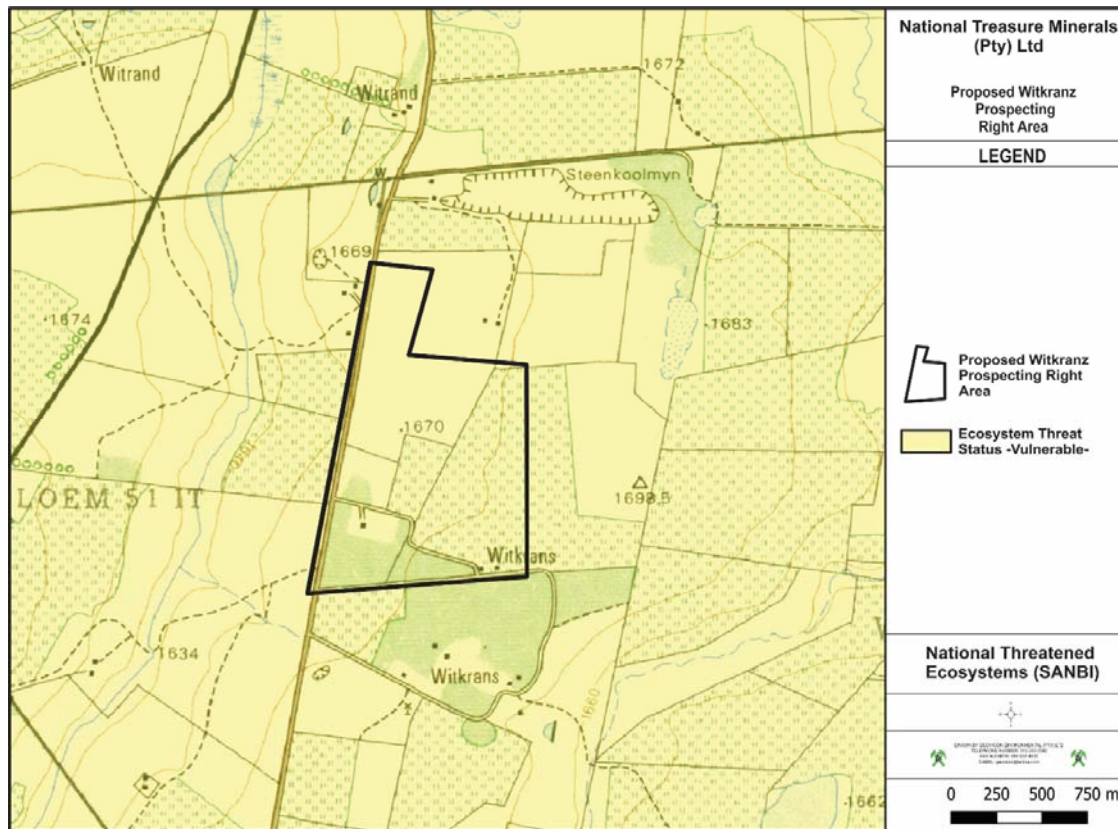 Witrand
Witrand
1672
W
Steenkoolmyn
1669
1674
1683
1670
1640
1698,5
LOEM 51 IT
Witkrans
1634
Witkrans
1660
1662
National Treasure Minerals
(Pty) Ltd
Proposed Witkranz
Prospecting
Right Area
LEGEND
Proposed Witkranz
Prospecting Right
Area
Ecosystem Threat
Status -Vulnerable-
National Threatened
Ecosystems (SANBI)
0 250 500 750 m